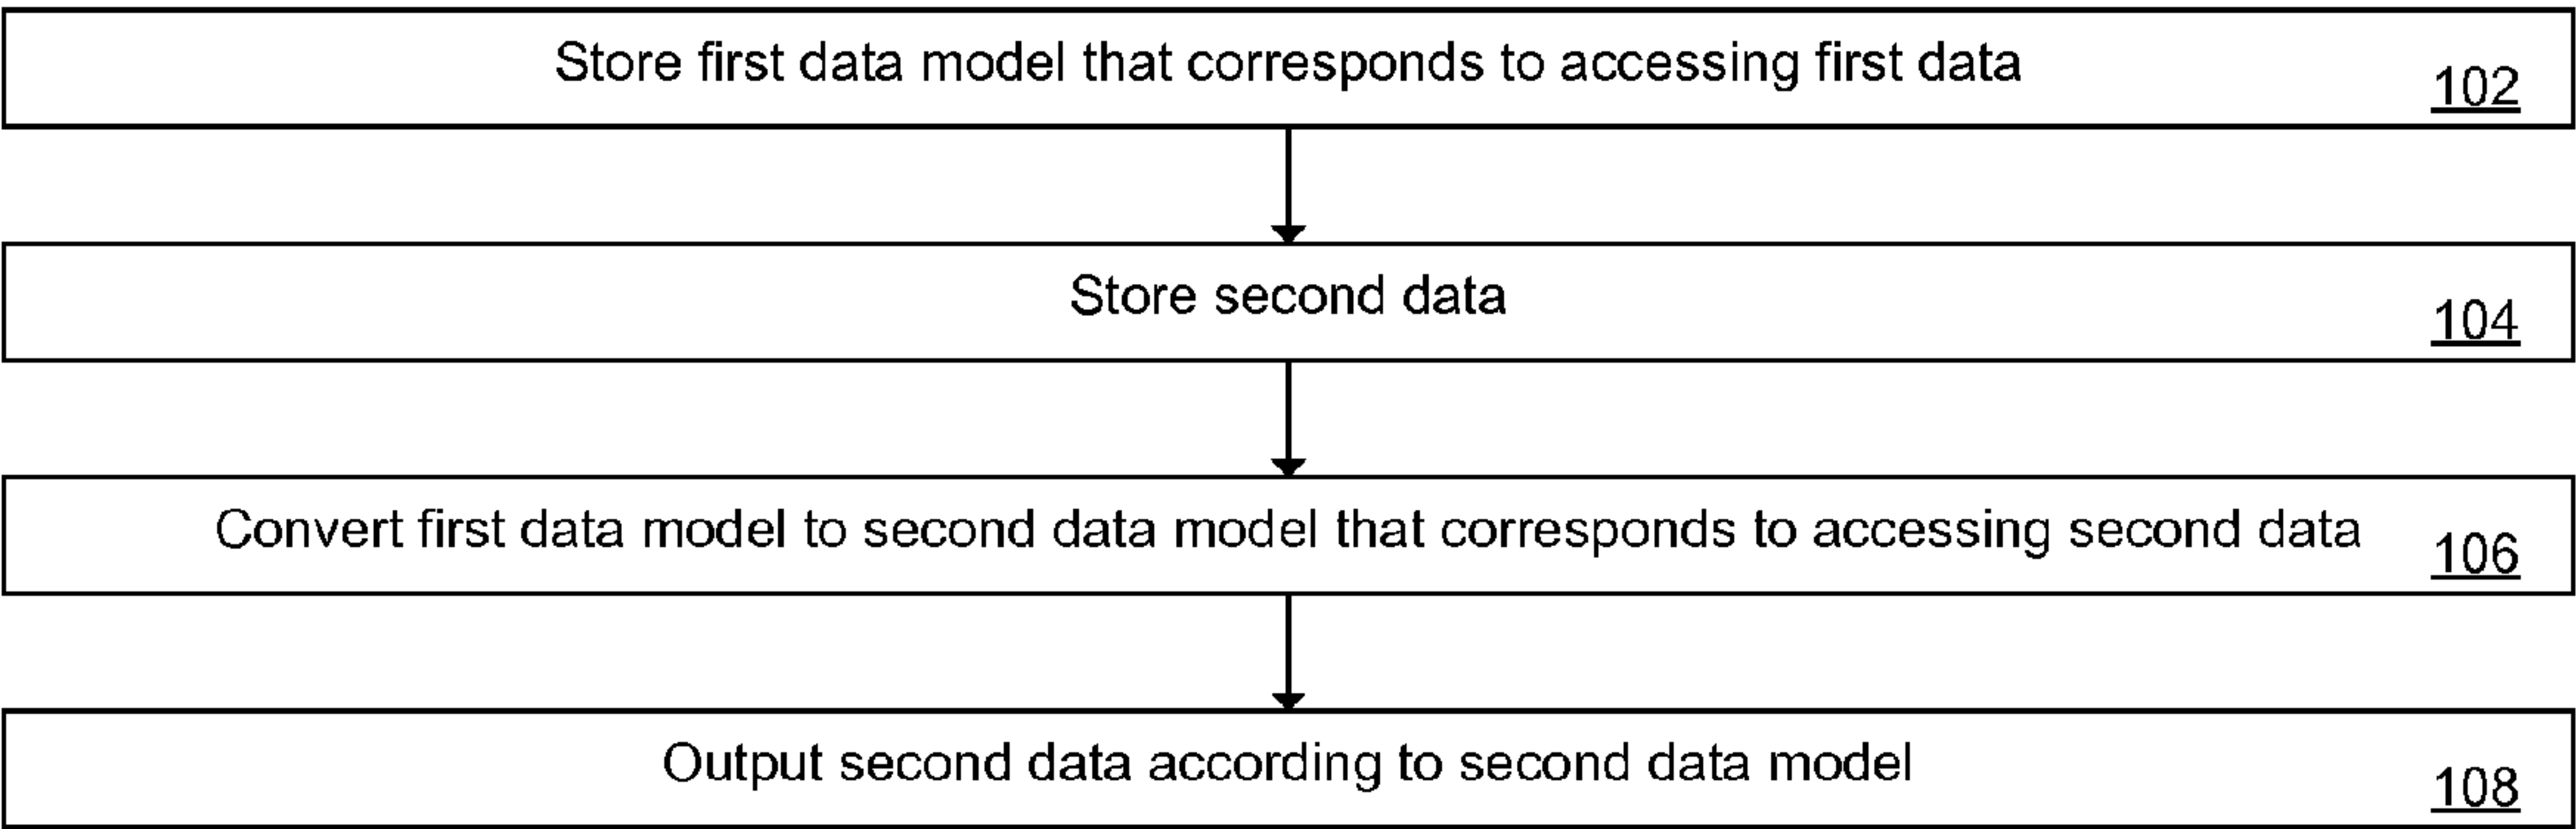 Store first data model that corresponds to accessing first data
102
Store second data
104
Convert first data model to second data model that corresponds to accessing second data
106
Output second data according to second data model
108